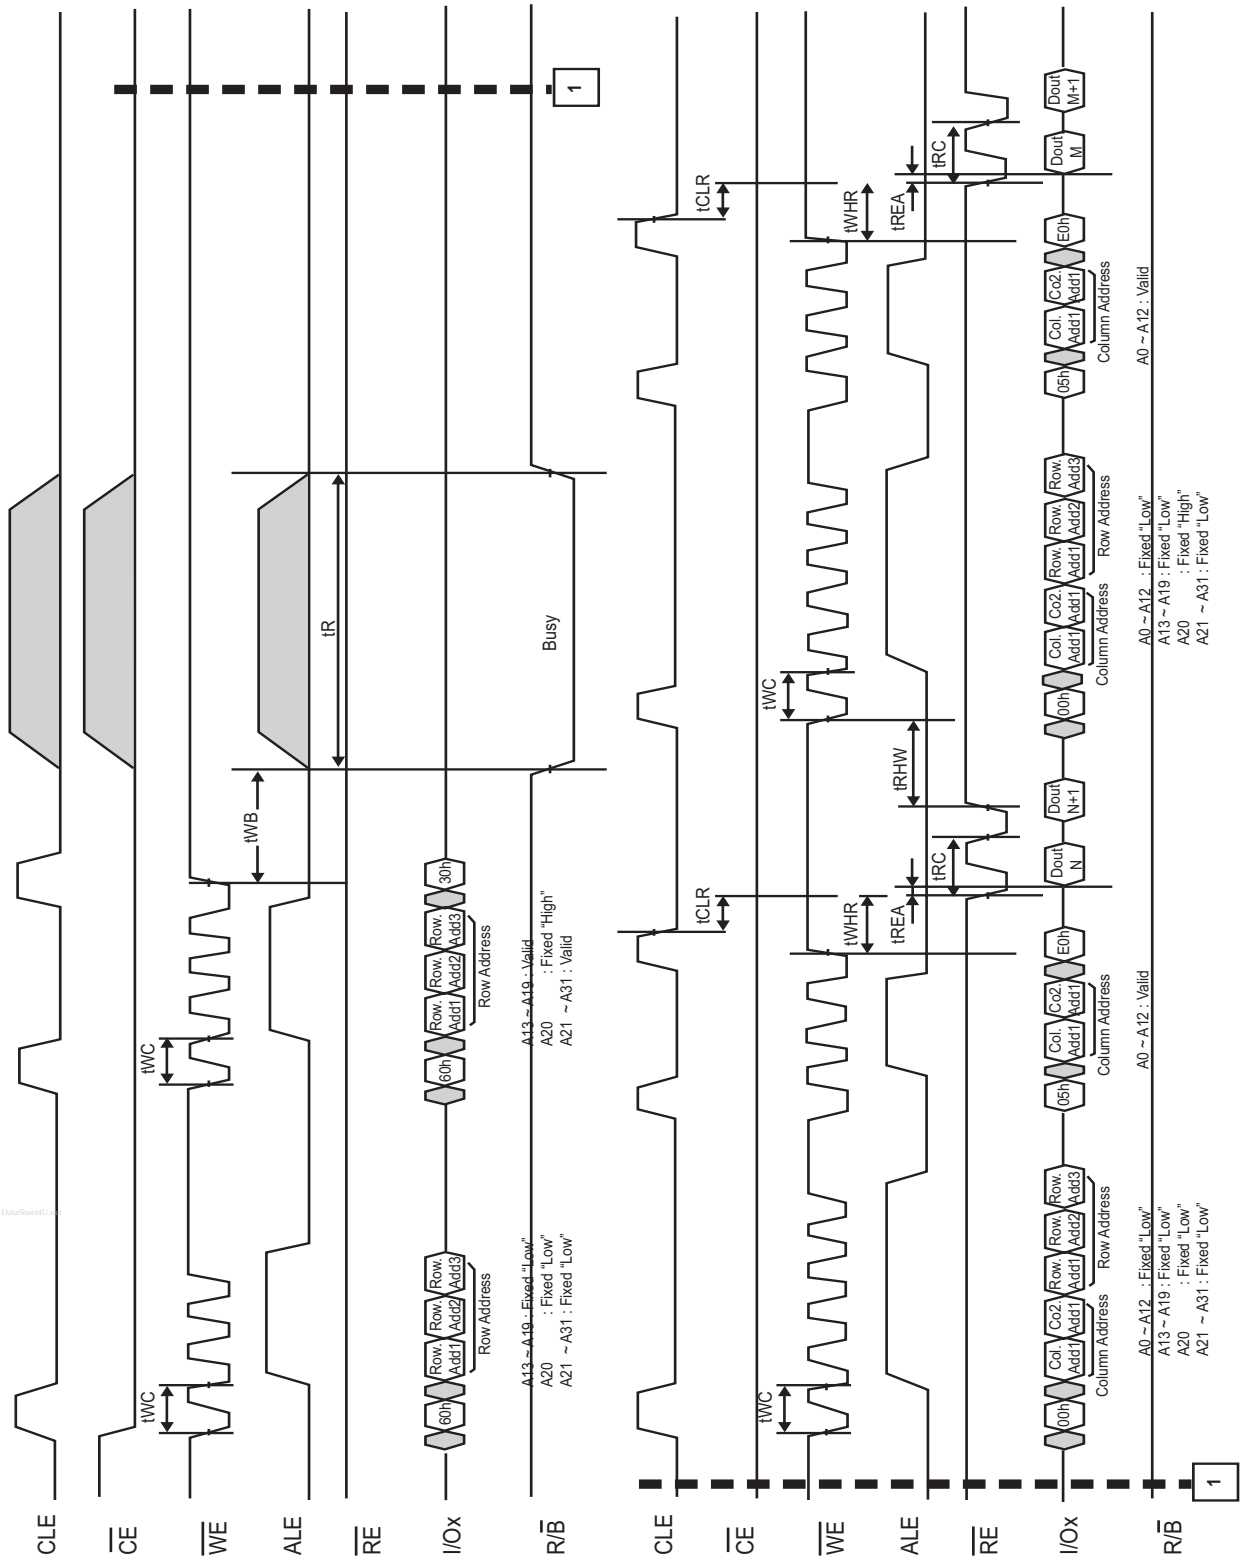 CLE
CE
WE
ALE
RE
I/Ox
R/B
tWC
tWC
tWB
tR
Busy
60h
Row. Add1
Row. Add2
Row. Add3
Row Address
A13 ~ A19 : Fixed "Low"
A20 : Fixed "Low"
A21 ~ A31 : Fixed "Low"
60h
Row. Add1
Row. Add2
Row. Add3
30h
Row Address
A13 ~ A19 : Valid
A20 : Fixed "High"
A21 ~ A31 : Valid
1
CLE
CE
WE
ALE
RE
I/Ox
R/B
1
tWC
tCLR
tWHR
tREA
tRC
tRHW
tWC
tCLR
tWHR
tREA
tRC
00h
Col. Add1
Co2. Add1
Row. Add1
Row. Add2
Row. Add3
Column Address
Row Address
A0 ~ A12 : Fixed "Low"
A13 ~ A19 : Fixed "Low"
A20 : Fixed "Low"
A21 ~ A31 : Fixed "Low"
05h
Col. Add1
Co2. Add1
E0h
Column Address
A0 ~ A12 : Valid
Dout N
Dout N+1
00h
Col. Add1
Co2. Add1
Row. Add1
Row. Add2
Row. Add3
Column Address
Row Address
A0 ~ A12 : Fixed "Low"
A13 ~ A19 : Fixed "Low"
A20 : Fixed "High"
A21 ~ A31 : Fixed "Low"
05h
Col. Add1
Co2. Add1
E0h
Column Address
A0 ~ A12 : Valid
Dout M
Dout M+1